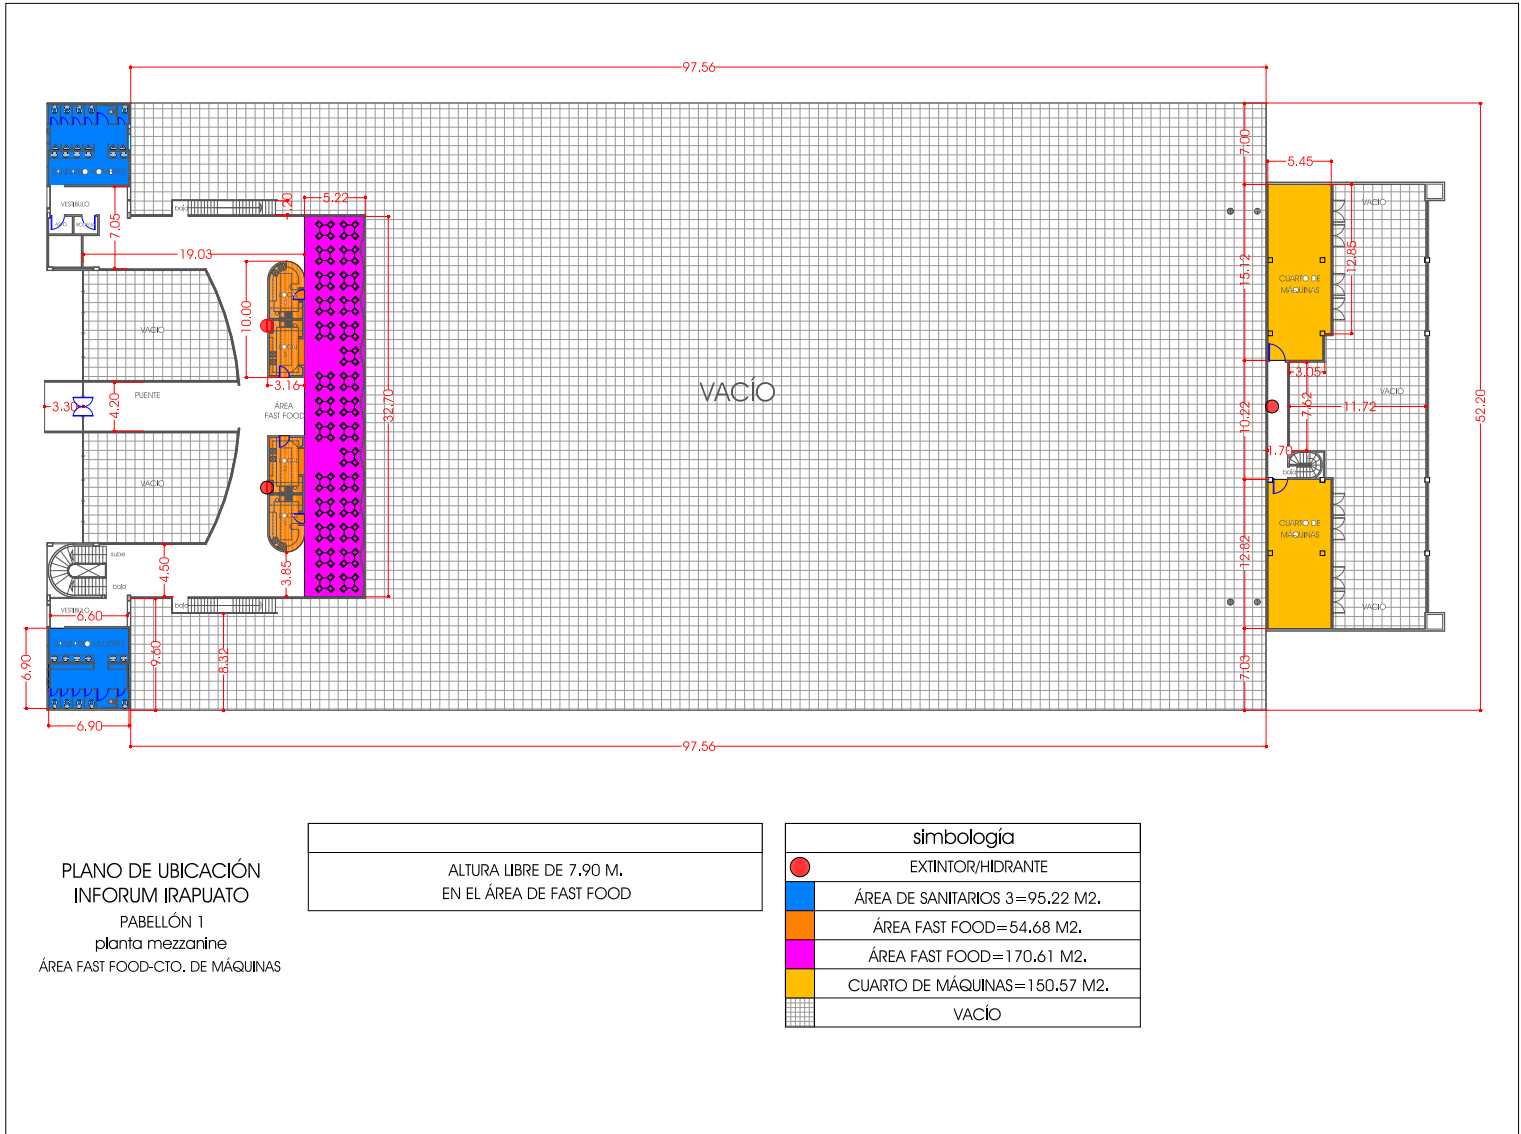 97.56
7.00
5.45
5.22
1.20
baja
VESTIBULO
7.05
VACIO
19.03
15.12
12.85
CUARTO DE
MÁQUINAS
10.00
VACIO
3.16
3.05
VACÍO
VACIO
PUENTE
3.30
4.20
ÁREA
FAST FOOD
32.70
10.22
7.62
11.72
52.20
1.70
baja
VACIO
CUARTO DE
MÁQUINAS
sube
4.50
3.85
12.82
baja
baja
VESTIBULO
6.60
VACIO
6.90
9.60
8.32
7.03
6.90
97.56
PLANO DE UBICACIÓN
INFORUM IRAPUATO
PABELLÓN 1
planta mezzanine
ÁREA FAST FOOD-CTO. DE MÁQUINAS
ALTURA LIBRE DE 7.90 M.
EN EL ÁREA DE FAST FOOD
simbología
EXTINTOR/HIDRANTE
ÁREA DE SANITARIOS 3=95.22 M2.
ÁREA FAST FOOD=54.68 M2.
ÁREA FAST FOOD=170.61 M2.
CUARTO DE MÁQUINAS=150.57 M2.
VACÍO